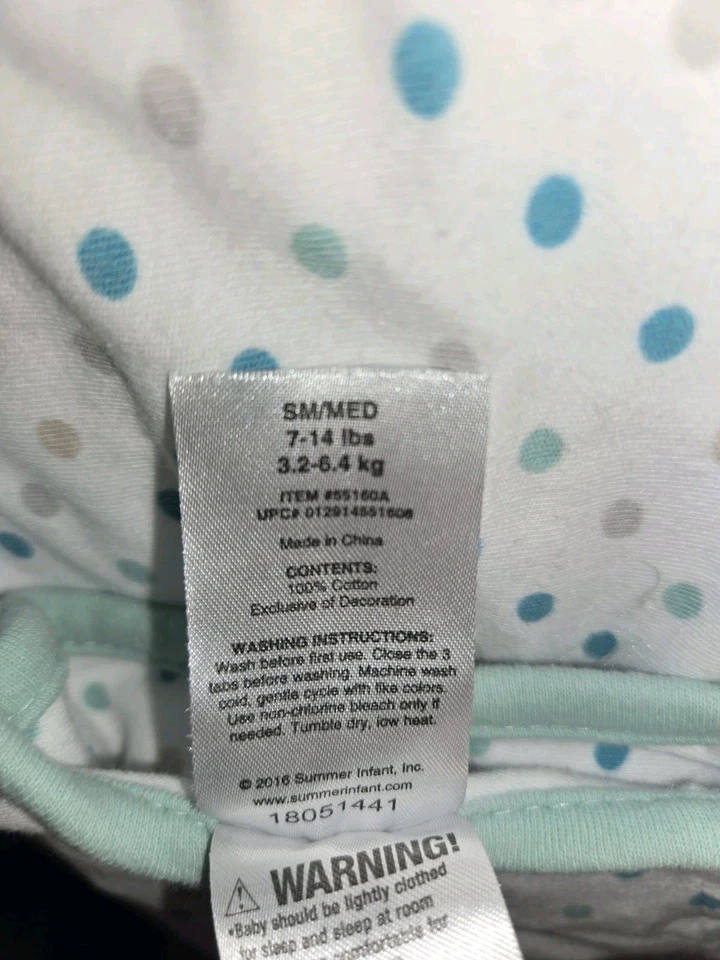 SM/MED
7-14 lbs
3.2-6.4 kg
ITEM #55160A
UPC# 012914551608
Made in China
CONTENTS:
100% Cotton
Exclusive of Decoration
WASHING INSTRUCTIONS:
Wash before first use. Close the 3
tabs before washing. Machine wash
cold, gentle cycle with like colors.
Use non-chlorine bleach only if
needed. Tumble dry, low heat.
© 2016 Summer Infant, Inc.
www.summerinfant.com
18051441
WARNING!
•Baby should be lightly clothed
for sleep and sleep at room
comfortable for